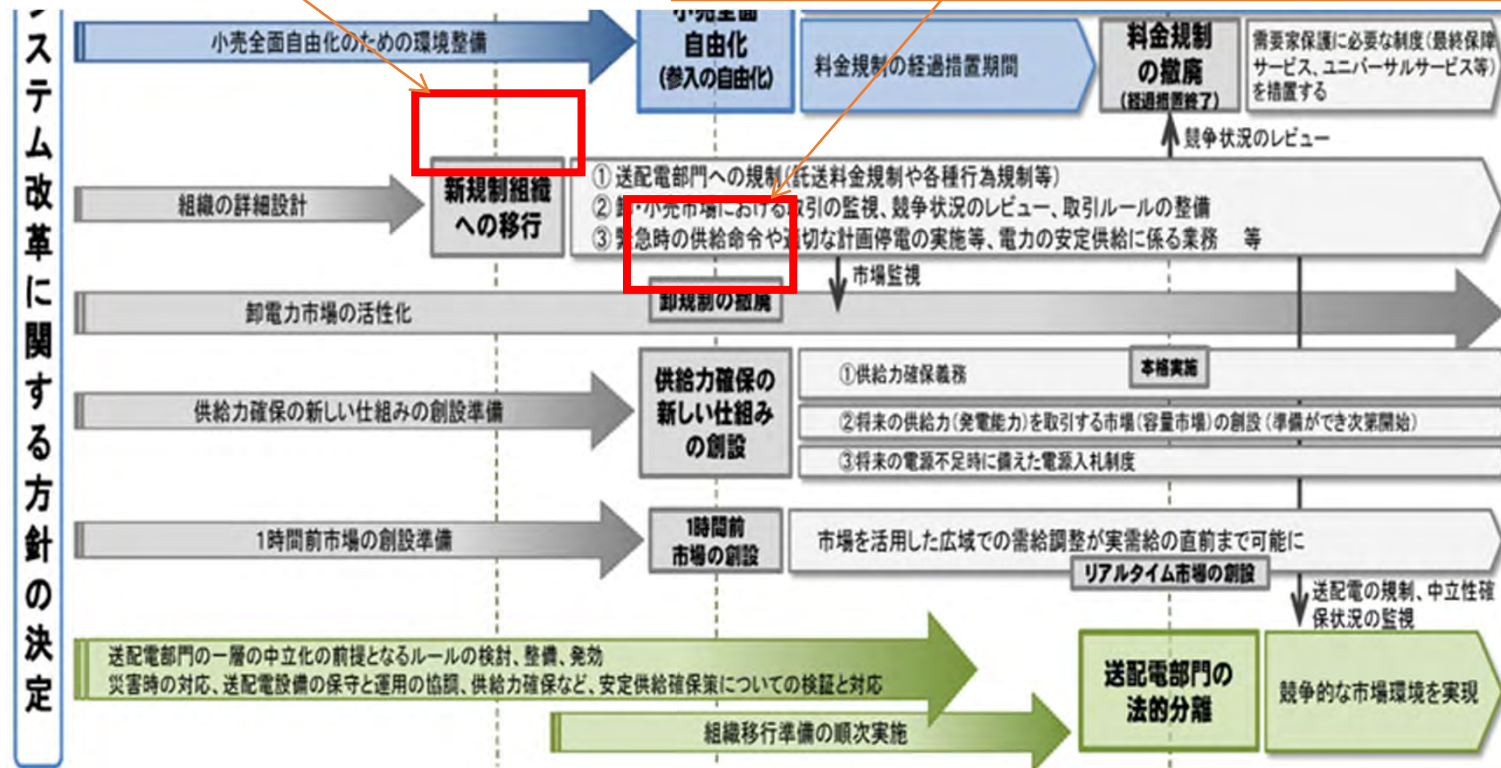 ステム改革に関する方針の決定
小売全面自由化のための環境整備
小売全面
自由化
(参入の自由化)
料金規制の経過措置期間
料金規制
の撤廃
(経過措置終了)
需要家保護に必要な制度(最終保障
サービス、ユニバーサルサービス等)
を措置する
競争状況のレビュー
組織の詳細設計
新規制組織
への移行
①送配電部門への規制(託送料金規制や各種行為規制等)
②卸・小売市場における取引の監視、競争状況のレビュー、取引ルールの整備
③緊急時の供給命令や適切な計画停電の実施等、電力の安定供給に係る業務 等
市場監視
卸電力市場の活性化
卸規制の撤廃
供給力確保の新しい仕組みの創設準備
供給力確保の
新しい仕組み
の創設
①供給力確保義務
本格実施
②将来の供給力(発電能力)を取引する市場(容量市場)の創設(準備ができ次第開始)
③将来の電源不足時に備えた電源入札制度
1時間前市場の創設準備
1時間前
市場の創設
市場を活用した広域での需給調整が実需給の直前まで可能に
リアルタイム市場の創設
送配電の規制、中立性確
保状況の監視
送配電部門の一層の中立化の前提となるルールの検討、整備、発効
災害時の対応、送配電設備の保守と運用の協調、供給力確保など、安定供給確保策についての検証と対応
組織移行準備の順次実施
送配電部門の
法的分離
競争的な市場環境を実現